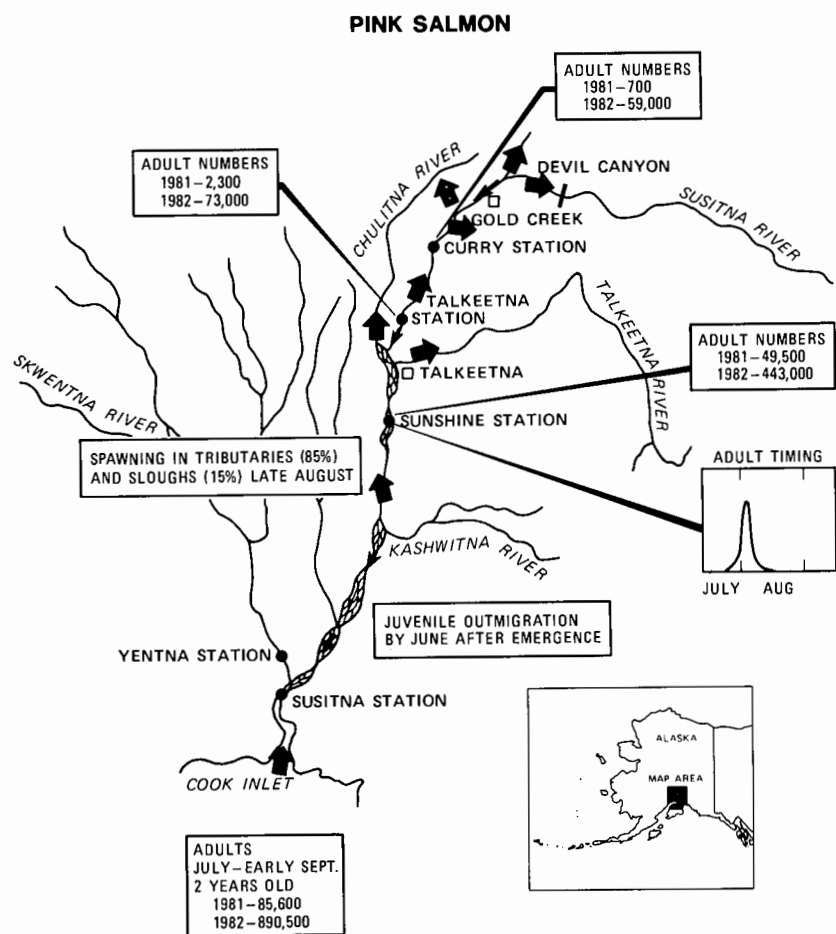 PINK SALMON
ADULT NUMBERS
1981–700
1982–59,000
ADULT NUMBERS
1981–2,300
1982–73,000
CHULITNA RIVER
DEVIL CANYON
SUSITNA RIVER
GOLD CREEK
CURRY STATION
TALKEETNA
STATION
TALKEETNA RIVER
ADULT NUMBERS
1981–49,500
1982–443,000
TALKEETNA
SKWENTNA RIVER
SUNSHINE STATION
SPAWNING IN TRIBUTARIES (85%)
AND SLOUGHS (15%) LATE AUGUST
ADULT TIMING
JULY AUG
KASHWITNA RIVER
JUVENILE OUTMIGRATION
BY JUNE AFTER EMERGENCE
YENTNA STATION
SUSITNA STATION
COOK INLET
ALASKA
MAP AREA
ADULTS
JULY–EARLY SEPT.
2 YEARS OLD
1981–85,600
1982–890,500